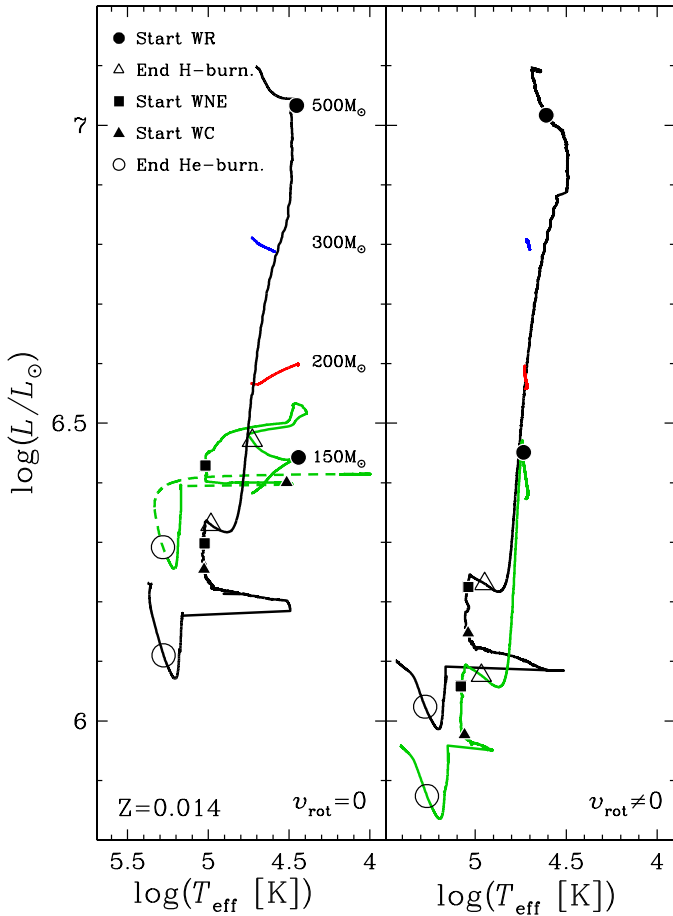 Start WR
End H-burn.
Start WNE
Start WC
End He-burn.
500M⊙
300M⊙
200M⊙
150M⊙
7
6.5
6
log(L/L⊙)
Z=0.014
υrot=0
υrot≠0
5.5 5 4.5 4
5 4.5 4
log(Teff [K])
log(Teff [K])